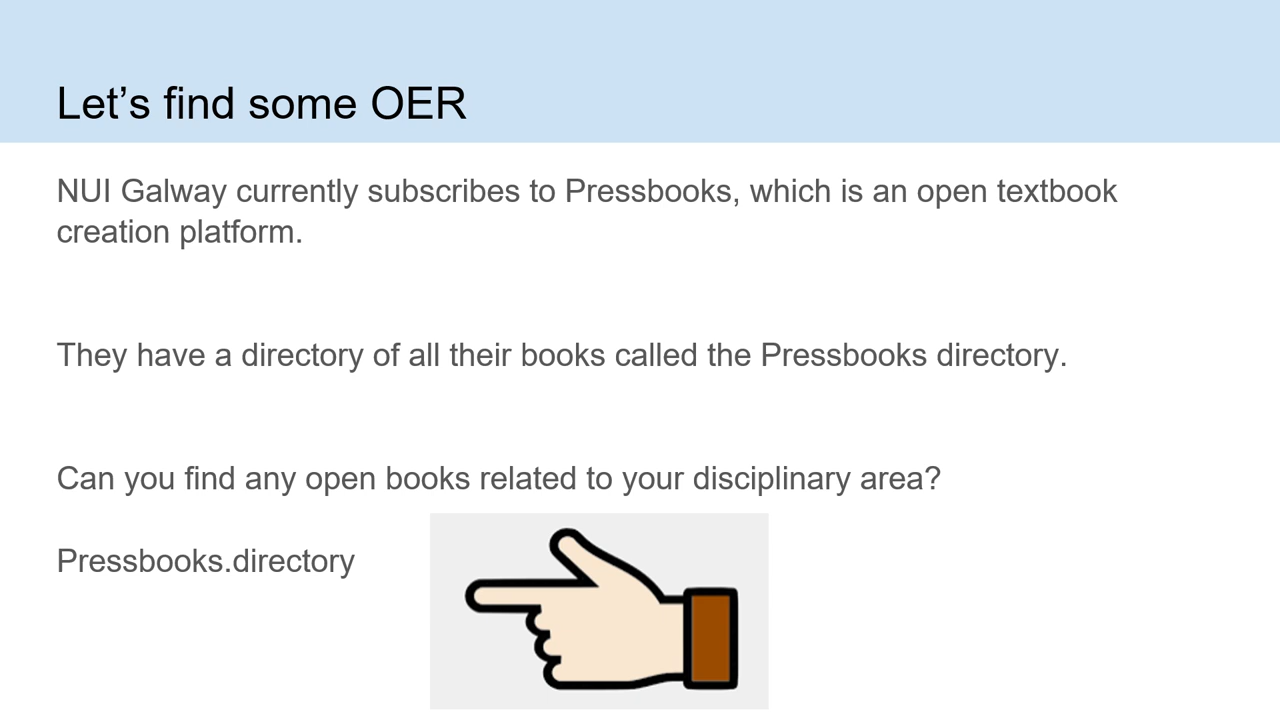 Let’s find some OER
NUI Galway currently subscribes to Pressbooks, which is an open textbook
creation platform.
They have a directory of all their books called the Pressbooks directory.
Can you find any open books related to your disciplinary area?
Pressbooks.directory